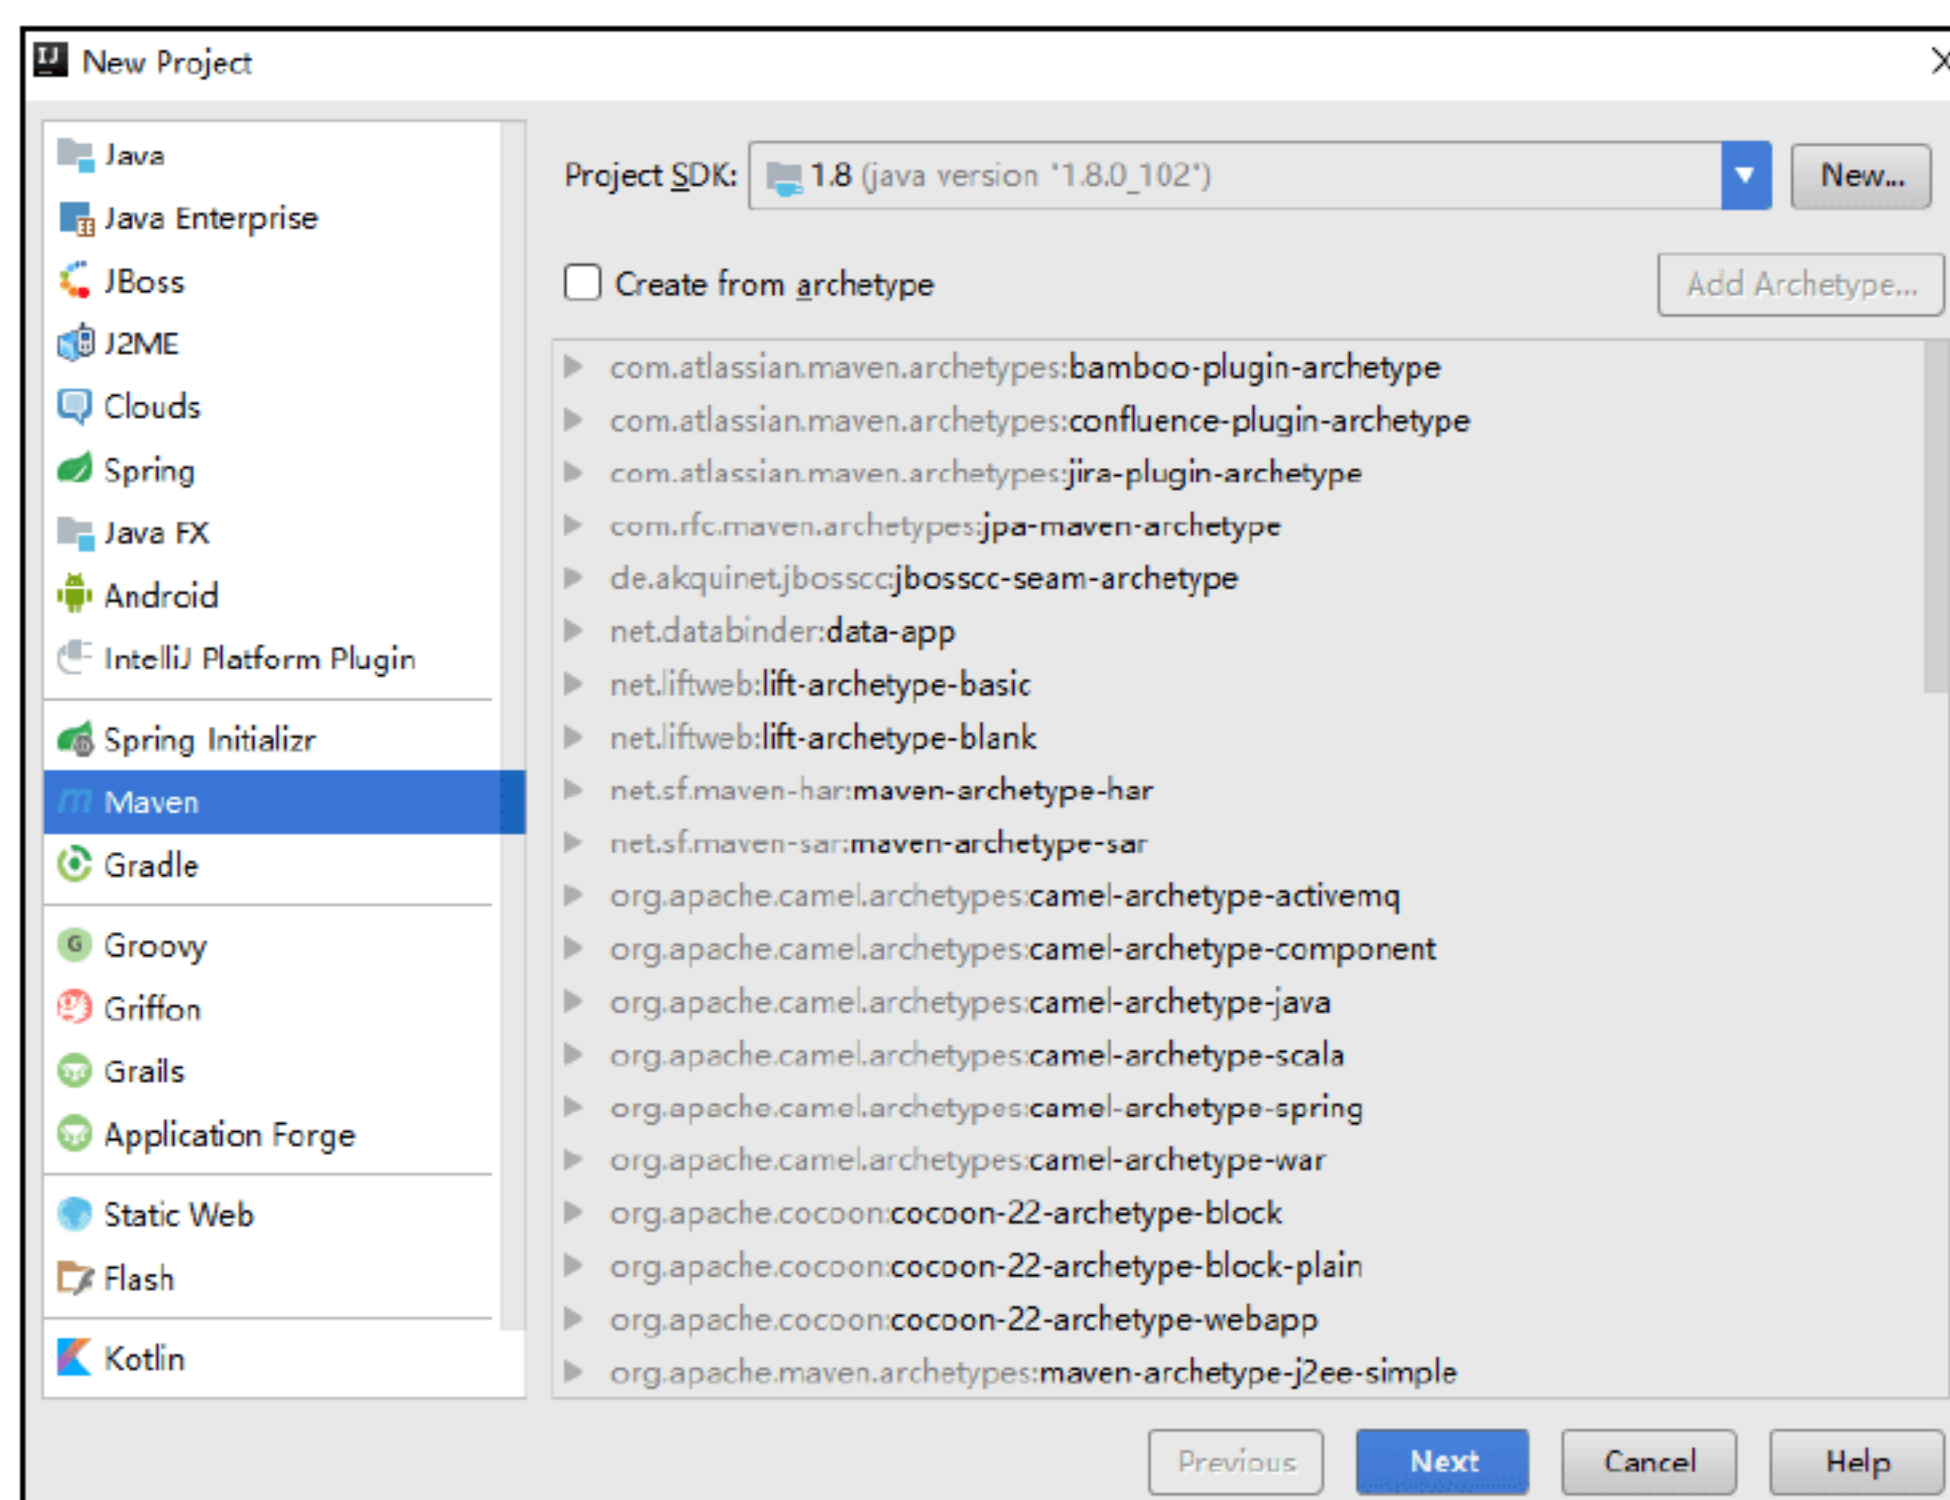 New Project
Java
Java Enterprise
JBoss
J2ME
Clouds
Spring
Java FX
Android
IntelliJ Platform Plugin
Spring Initializr
Maven
Gradle
Groovy
Griffon
Grails
Application Forge
Static Web
Flash
Kotlin
Project SDK: 1.8 (java version "1.8.0_102") New...
Create from archetype Add Archetype...
com.atlassian.maven.archetypes:bamboo-plugin-archetype
com.atlassian.maven.archetypes:confluence-plugin-archetype
com.atlassian.maven.archetypes:jira-plugin-archetype
com.rfc.maven.archetypes:jpa-maven-archetype
de.akquinet.jbosscc:jbosscc-seam-archetype
net.databinder:data-app
net.liftweb:lift-archetype-basic
net.liftweb:lift-archetype-blank
net.sf.maven-har:maven-archetype-har
net.sf.maven-sar:maven-archetype-sar
org.apache.camel.archetypes:camel-archetype-activemq
org.apache.camel.archetypes:camel-archetype-component
org.apache.camel.archetypes:camel-archetype-java
org.apache.camel.archetypes:camel-archetype-scala
org.apache.camel.archetypes:camel-archetype-spring
org.apache.camel.archetypes:camel-archetype-war
org.apache.cocoon:cocoon-22-archetype-block
org.apache.cocoon:cocoon-22-archetype-block-plain
org.apache.cocoon:cocoon-22-archetype-webapp
org.apache.maven.archetypes:maven-archetype-j2ee-simple
Previous Next Cancel Help